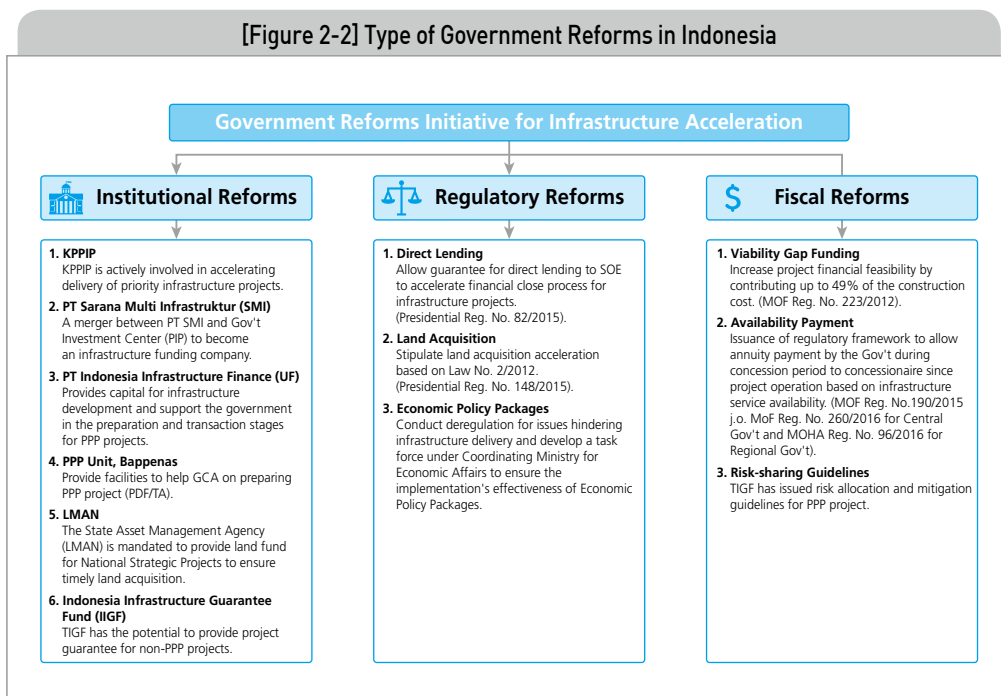 [Figure 2-2] Type of Government Reforms in Indonesia
Government Reforms Initiative for Infrastructure Acceleration
Institutional Reforms
1. KPPIP
KPPIP is actively involved in accelerating
delivery of priority infrastructure projects.
2. PT Sarana Multi Infrastruktur (SMI)
A merger between PT SMI and Gov't
Investment Center (PIP) to become
an infrastructure funding company.
3. PT Indonesia Infrastructure Finance (UF)
Provides capital for infrastructure
development and support the government
in the preparation and transaction stages
for PPP projects.
4. PPP Unit, Bappenas
Provide facilities to help GCA on preparing
PPP project (PDF/TA).
5. LMAN
The State Asset Management Agency
(LMAN) is mandated to provide land fund
for National Strategic Projects to ensure
timely land acquisition.
6. Indonesia Infrastructure Guarantee
Fund (IIGF)
TIGF has the potential to provide project
guarantee for non-PPP projects.
Regulatory Reforms
1. Direct Lending
Allow guarantee for direct lending to SOE
to accelerate financial close process for
infrastructure projects.
(Presidential Reg. No. 82/2015).
2. Land Acquisition
Stipulate land acquisition acceleration
based on Law No. 2/2012.
(Presidential Reg. No. 148/2015).
3. Economic Policy Packages
Conduct deregulation for issues hindering
infrastructure delivery and develop a task
force under Coordinating Ministry for
Economic Affairs to ensure the
implementation's effectiveness of Economic
Policy Packages.
$ Fiscal Reforms
1. Viability Gap Funding
Increase project financial feasibility by
contributing up to 49% of the construction
cost. (MOF Reg. No. 223/2012).
2. Availability Payment
Issuance of regulatory framework to allow
annuity payment by the Gov't during
concession period to concessionaire since
project operation based on infrastructure
service availability. (MOF Reg. No.190/2015
j.o. MoF Reg. No. 260/2016 for Central
Gov't and MOHA Reg. No. 96/2016 for
Regional Gov't).
3. Risk-sharing Guidelines
TIGF has issued risk allocation and mitigation
guidelines for PPP project.